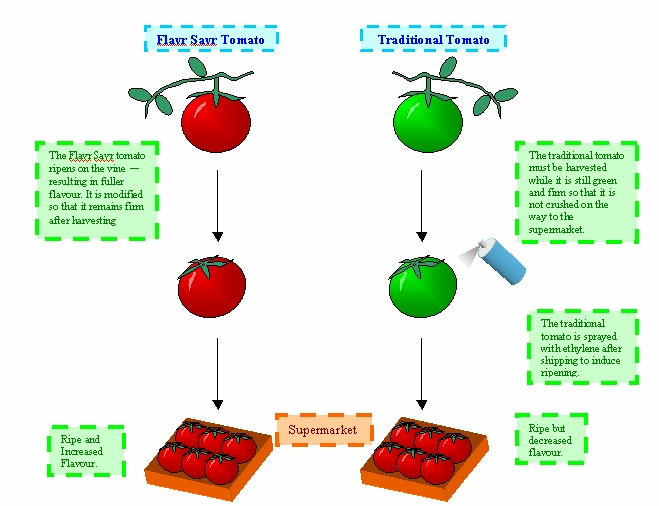 Flavr Savr Tomato
Traditional Tomato
The Flavr Savr tomato
ripens on the vine —
resulting in fuller
flavour. It is modified
so that it remains firm
after harvesting
The traditional tomato
must be harvested
while it is still green
and firm so that it is
not crushed on the
way to the
supermarket.
The traditional
tomato is sprayed
with ethylene after
shipping to induce
ripening.
Supermarket
Ripe and
Increased
Flavour.
Ripe but
decreased
flavour.